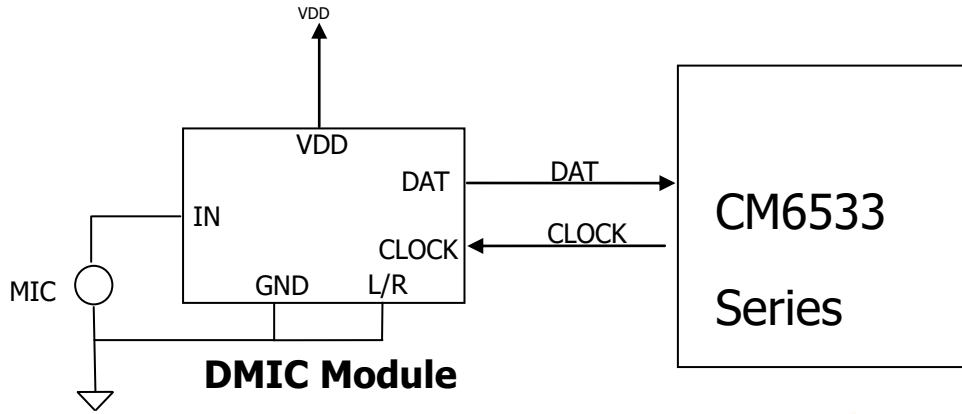 VDD
VDD
DAT
DAT
IN
CLOCK
CLOCK
MIC
GND
L/R
DMIC Module
CM6533
Series